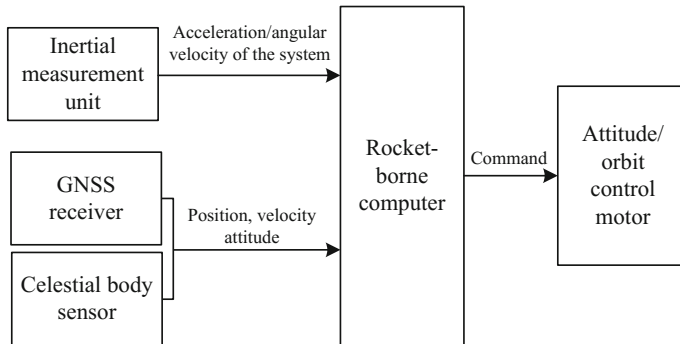 Inertial
measurement
unit
Acceleration/angular
velocity of the system
GNSS
receiver
Celestial body
sensor
Position, velocity
attitude
Rocket-
borne
computer
Command
Attitude/
orbit
control
motor